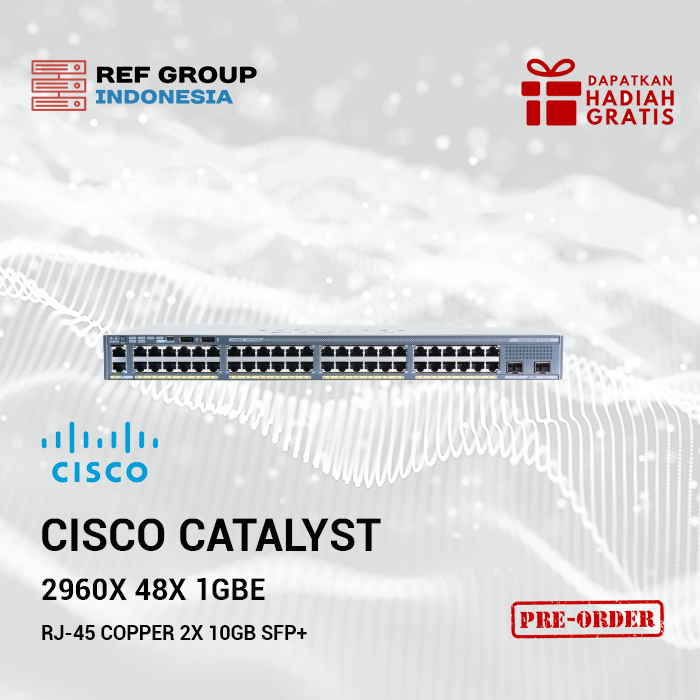 REF GROUP
INDONESIA
DAPATKAN
HADIAH
GRATIS
CISCO
CISCO CATALYST
2960X 48X 1GBE
RJ-45 COPPER 2X 10GB SFP+
PRE-ORDER